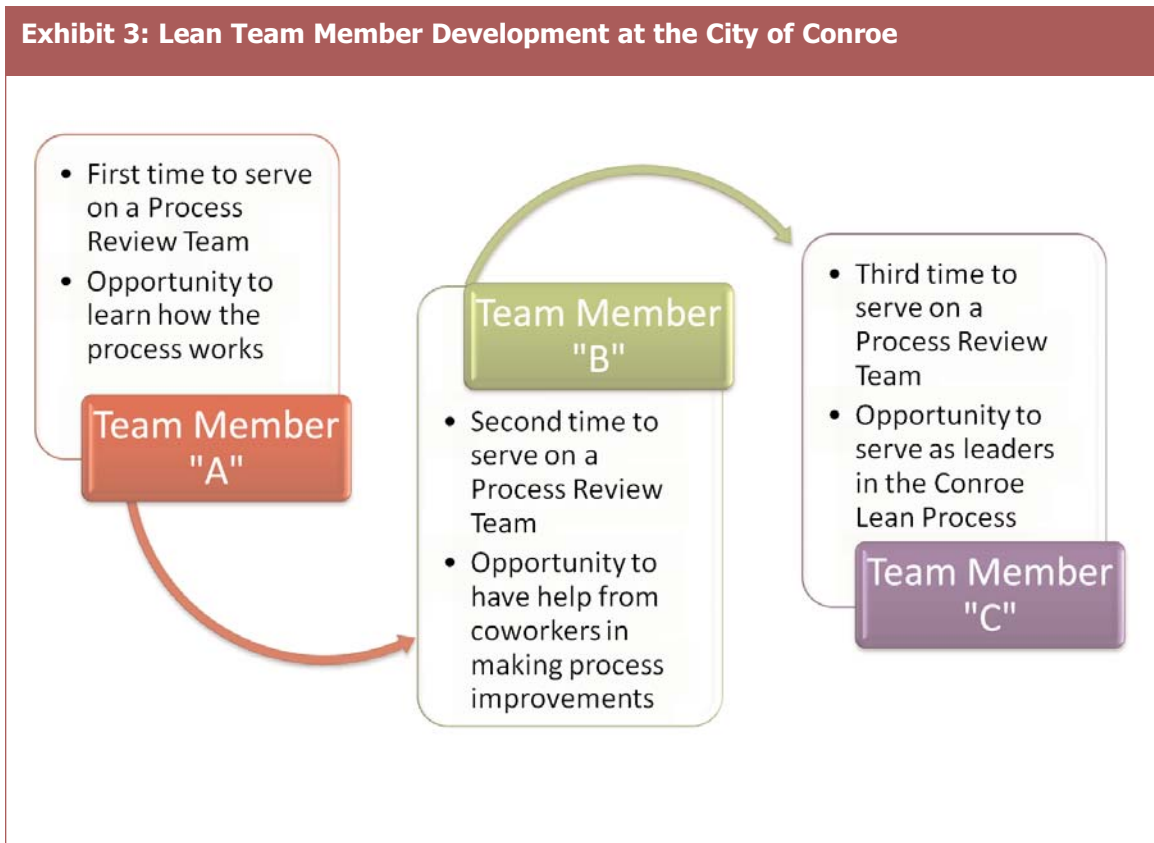 Exhibit 3: Lean Team Member Development at the City of Conroe
• First time to serve
on a Process
Review Team
• Opportunity to
learn how the
process works
Team Member
"A"
Team Member
"B"
• Second time to
serve on a
Process Review
Team
• Opportunity to
have help from
coworkers in
making process
improvements
• Third time to
serve on a
Process Review
Team
• Opportunity to
serve as leaders
in the Conroe
Lean Process
Team Member
"C"